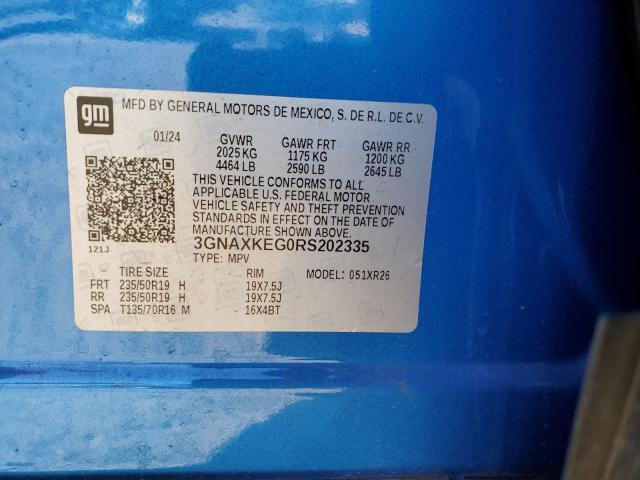 gm
MFD BY GENERAL MOTORS DE MEXICO, S. DE R.L. DE C.V.
01/24 GVWR GAWR FRT GAWR RR
2025 KG 1175 KG 1200 KG
4464 LB 2590 LB 2645 LB
THIS VEHICLE CONFORMS TO ALL
APPLICABLE U.S. FEDERAL MOTOR
VEHICLE SAFETY AND THEFT PREVENTION
STANDARDS IN EFFECT ON THE DATE OF
MANUFACTURE SHOWN ABOVE.
121J 3GNAXKEG0RS202335
TYPE: MPV
TIRE SIZE RIM MODEL: 051XR26
FRT 235/50R19 H 19X7.5J
RR 235/50R19 H 19X7.5J
SPA T135/70R16 M 16X4BT